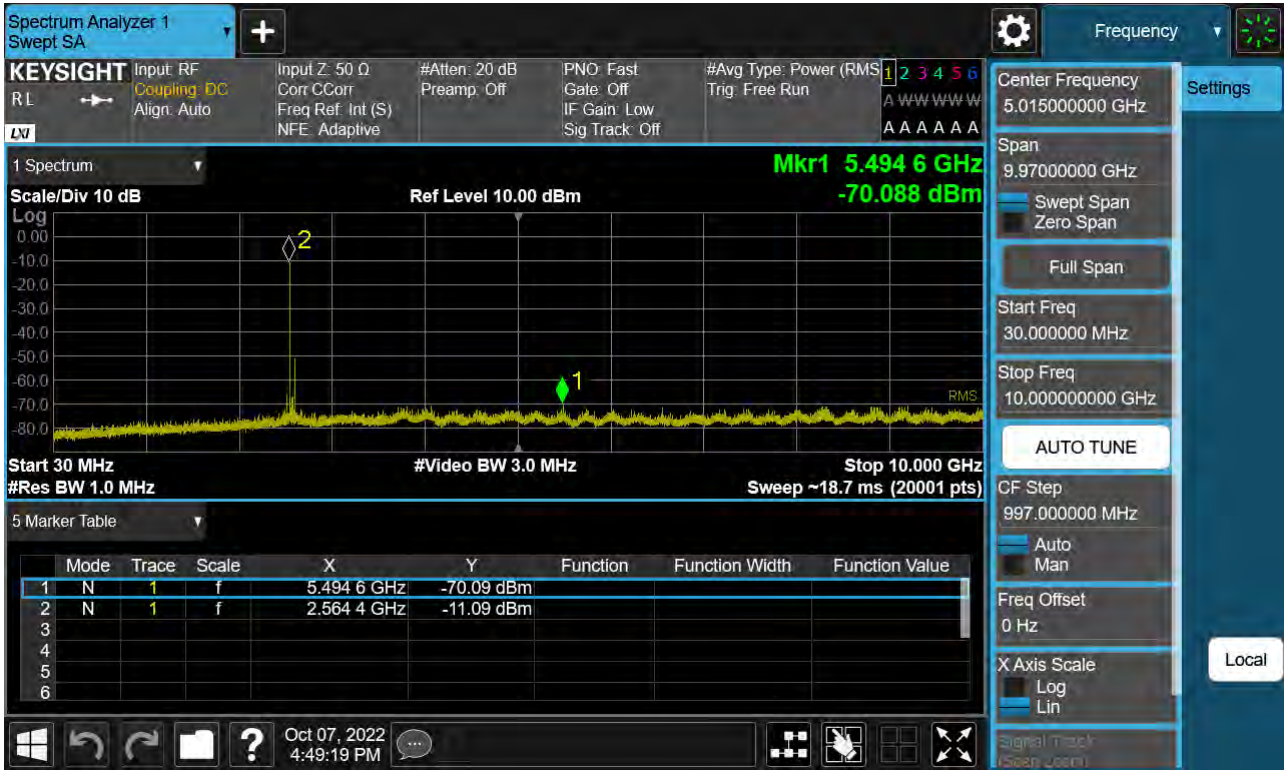 Spectrum Analyzer 1
Swept SA
Frequency
KEYSIGHT
RL
LXI
Input: RF
Coupling: DC
Align: Auto
Input Z: 50 Ω
Corr CCorr
Freq Ref: Int (S)
NFE: Adaptive
#Atten: 20 dB
Preamp: Off
PNO: Fast
Gate: Off
IF Gain: Low
Sig Track: Off
#Avg Type: Power (RMS
Trig: Free Run
1 2 3 4 5 6
A W W W W W
A A A A A A
1 Spectrum
Scale/Div 10 dB
Ref Level 10.00 dBm
Mkr1 5.494 6 GHz
-70.088 dBm
Log
0.00
-10.0
-20.0
-30.0
-40.0
-50.0
-60.0
-70.0
-80.0
2
1
RMS
Start 30 MHz
#Video BW 3.0 MHz
Stop 10.000 GHz
#Res BW 1.0 MHz
Sweep ~18.7 ms (20001 pts)
5 Marker Table
Mode Trace Scale X Y Function Function Width Function Value
1 N 1 f 5.494 6 GHz -70.09 dBm
2 N 1 f 2.564 4 GHz -11.09 dBm
3
4
5
6
Oct 07, 2022
4:49:19 PM
?
Center Frequency
5.015000000 GHz
Span
9.97000000 GHz
Swept Span
Zero Span
Full Span
Start Freq
30.000000 MHz
Stop Freq
10.000000000 GHz
AUTO TUNE
CF Step
997.000000 MHz
Auto
Man
Freq Offset
0 Hz
X Axis Scale
Log
Lin
Signal Track
(Span Zoom)
Settings
Local